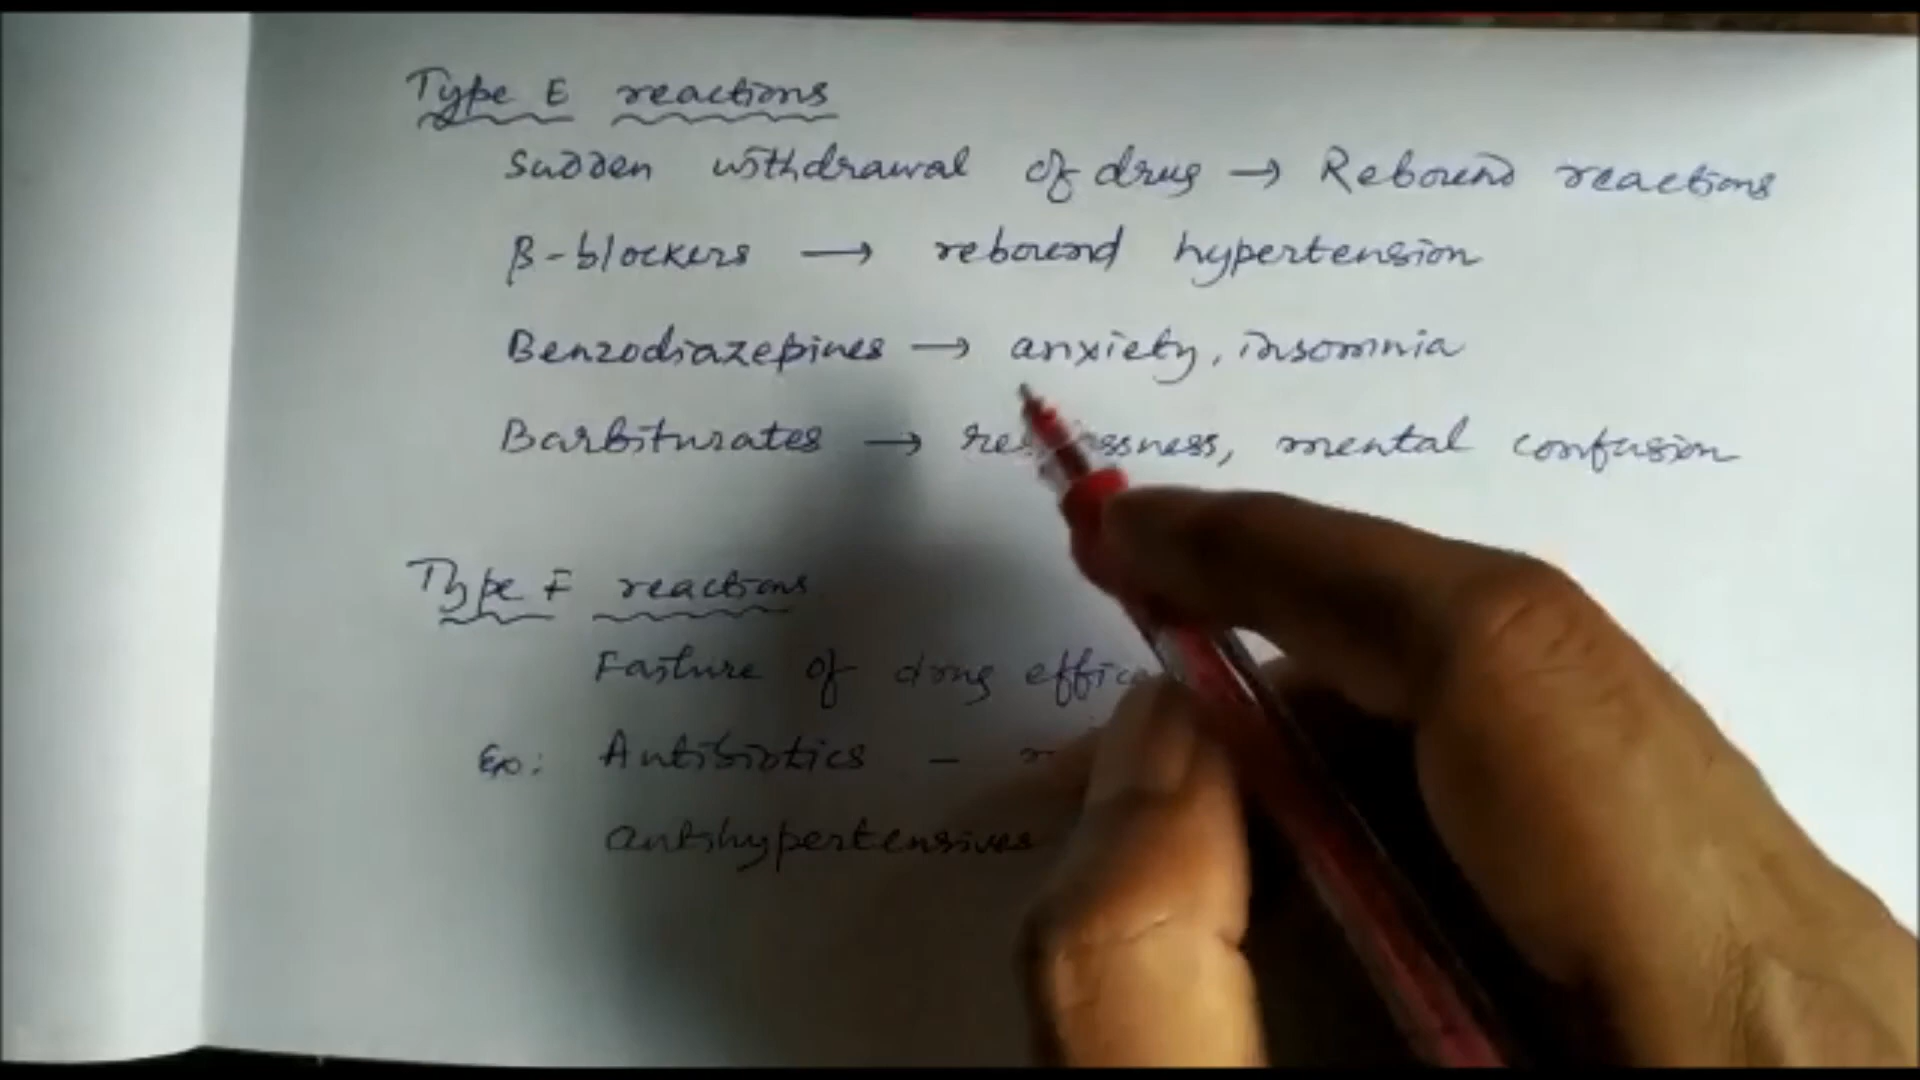 Type E reactions
Sudden withdrawal of drug → Rebound reactions
β-blockers → rebound hypertension
Benzodiazepines → anxiety, insomnia
Barbiturates → mental confusion
Type F reactions
Failure of drug
Ex: Antibiotics -
Antihypertensives